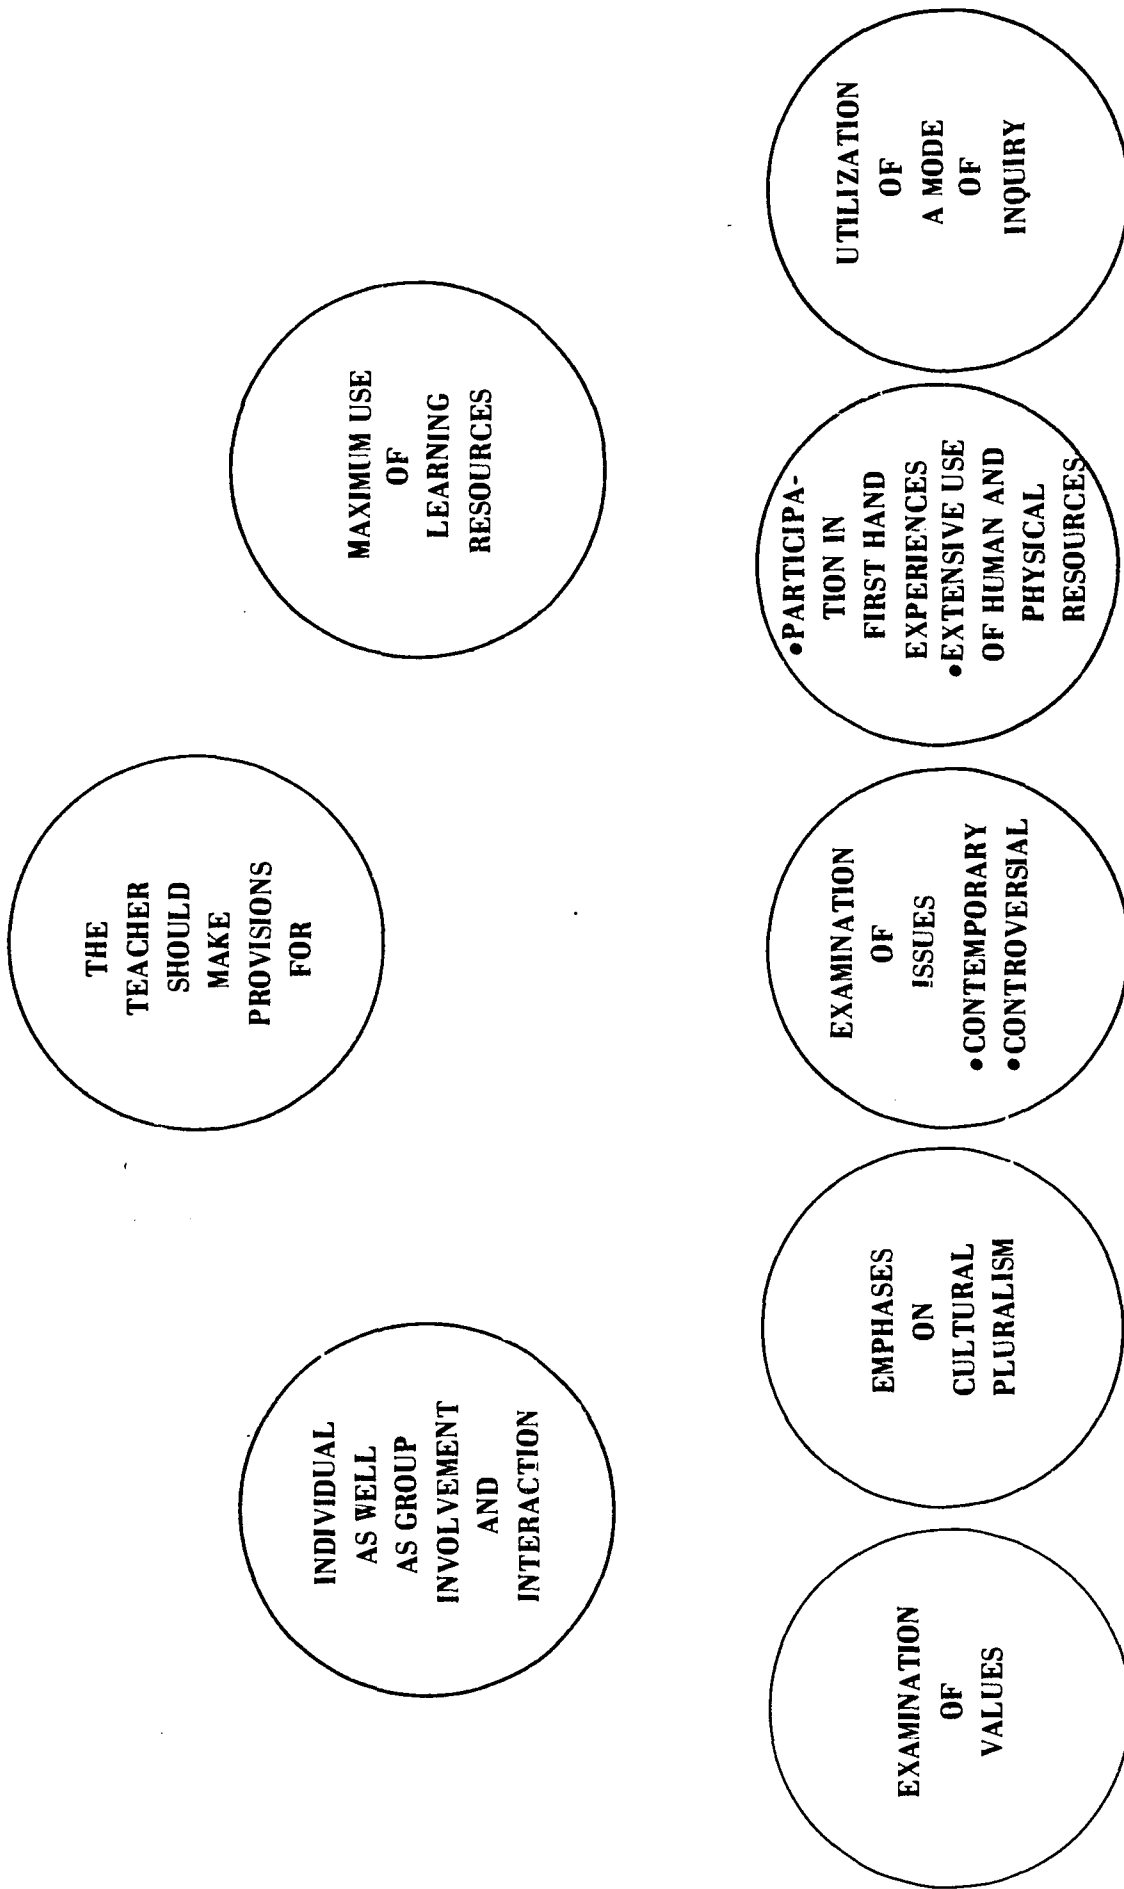 THE
TEACHER
SHOULD
MAKE
PROVISIONS
FOR
INDIVIDUAL
AS WELL
AS GROUP
INVOLVEMENT
AND
INTERACTION
MAXIMUM USE
OF
LEARNING
RESOURCES
EXAMINATION
OF
VALUES
EMPHASES
ON
CULTURAL
PLURALISM
EXAMINATION
OF
ISSUES
•CONTEMPORARY
•CONTROVERSIAL
•PARTICIPA-
TION IN
FIRST HAND
EXPERIENCES
•EXTENSIVE USE
OF HUMAN AND
PHYSICAL
RESOURCES
UTILIZATION
OF
A MODE
OF
INQUIRY